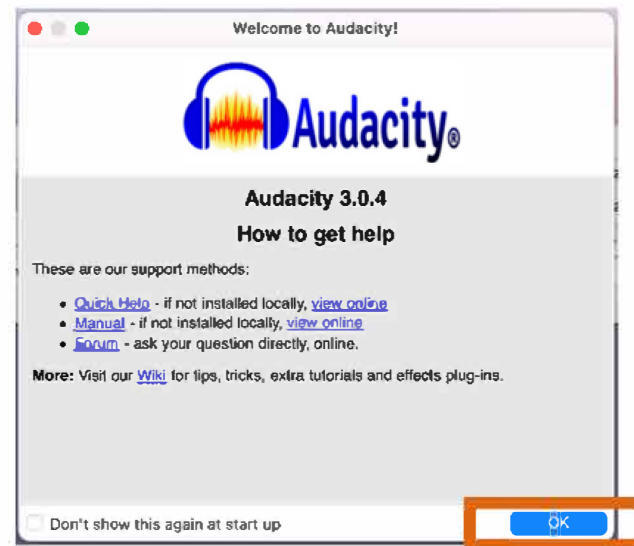 Welcome to Audacity!
Audacity®
Audacity 3.0.4
How to get help
These are our support methods:
• Quick Help - if not installed locally, view online
• Manual - if not installed locally, view online
• Forum - ask your question directly, online.
More: Visit our Wiki for tips, tricks, extra tutorials and effects plug-ins.
Don't show this again at start up
OK